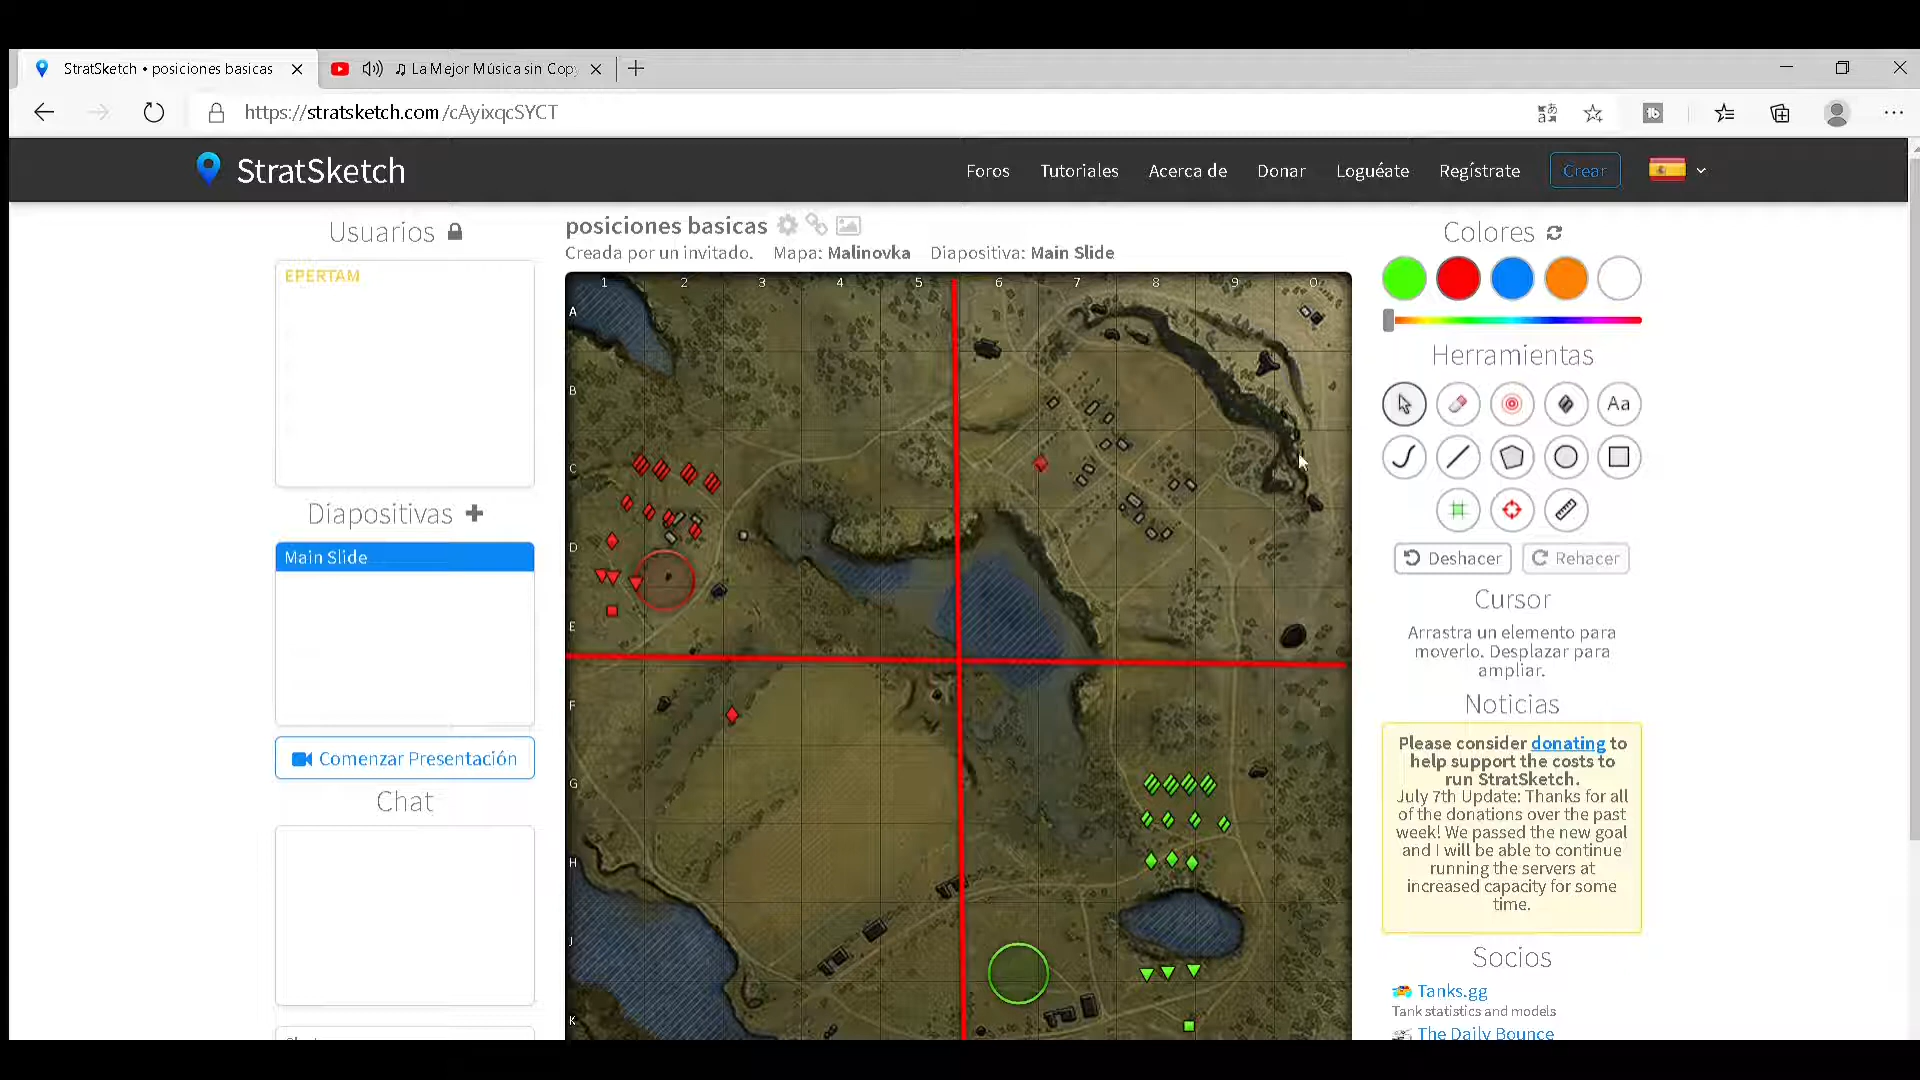 StratSketch • posiciones basicas
♫ La Mejor Música sin Cop
https://stratsketch.com/cAyixqcSYCT
StratSketch
Foros
Tutoriales
Acerca de
Donar
Loguéate
Regístrate
Crear
Usuarios
EPERTAM
Diapositivas
Main Slide
Comenzar Presentación
Chat
posiciones basicas
Creada por un invitado. Mapa: Malinovka Diapositiva: Main Slide
1 2 3 4 5 6 7 8 9 0
A
B
C
D
E
F
G
H
J
K
Colores
Herramientas
Aa
Deshacer
Rehacer
Cursor
Arrastra un elemento para
moverlo. Desplazar para
ampliar.
Noticias
Please consider donating to
help support the costs to
run StratSketch.
July 7th Update: Thanks for all
of the donations over the past
week! We passed the new goal
and I will be able to continue
running the servers at
increased capacity for some
time.
Socios
Tanks.gg
Tank statistics and models
The Daily Bounce